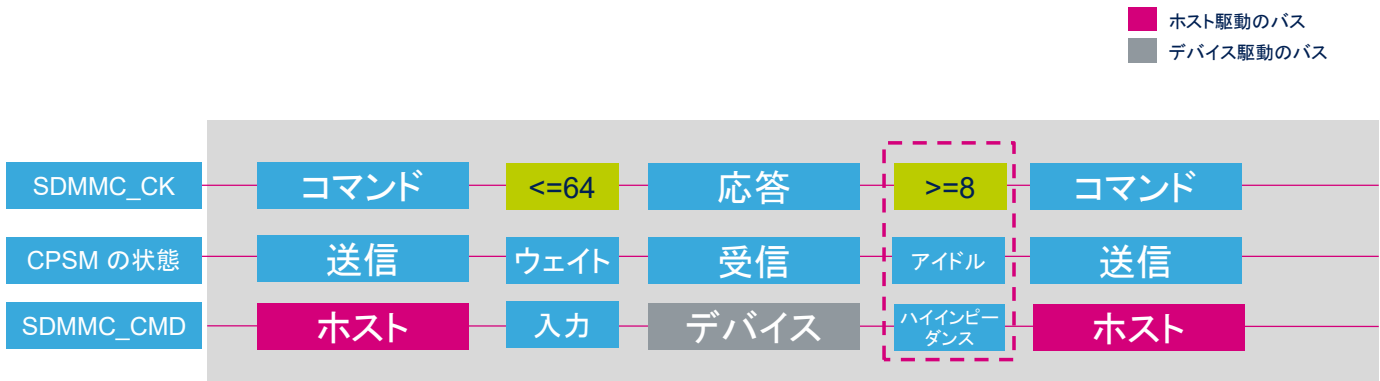 ホスト駆動のバス
デバイス駆動のバス
SDMMC_CK コマンド <=64 応答 >=8 コマンド
CPSM の状態 送信 ウェイト 受信 アイドル 送信
SDMMC_CMD ホスト 入力 デバイス ハイインピー
ダンス ホスト